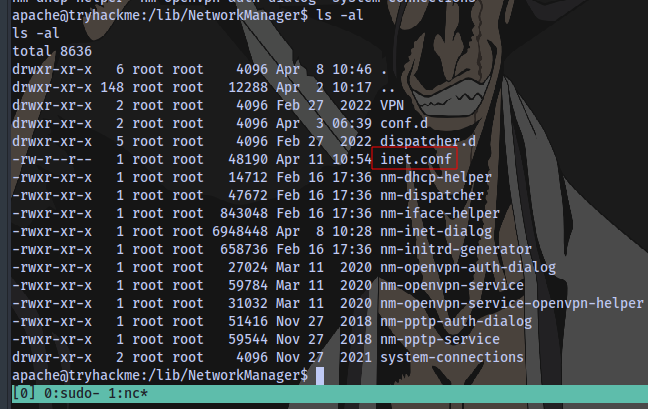 nm-dhcp-helper nm-openvpn-auth-dialog system-connections
apache@tryhackme:/lib/NetworkManager$ ls -al
ls -al
total 8636
drwxr-xr-x   6 root root    4096 Apr  8 10:46 .
drwxr-xr-x 148 root root   12288 Apr  2 10:17 ..
drwxr-xr-x   2 root root    4096 Feb 27  2022 VPN
drwxr-xr-x   2 root root    4096 Apr  3 06:39 conf.d
drwxr-xr-x   5 root root    4096 Feb 27  2022 dispatcher.d
-rw-r--r--   1 root root   48190 Apr 11 10:54 inet.conf
-rwxr-xr-x   1 root root   14712 Feb 16 17:36 nm-dhcp-helper
-rwxr-xr-x   1 root root   47672 Feb 16 17:36 nm-dispatcher
-rwxr-xr-x   1 root root  843048 Feb 16 17:36 nm-iface-helper
-rwxr-xr-x   1 root root 6948448 Apr  8 10:28 nm-inet-dialog
-rwxr-xr-x   1 root root  658736 Feb 16 17:36 nm-initrd-generator
-rwxr-xr-x   1 root root   27024 Mar 11  2020 nm-openvpn-auth-dialog
-rwxr-xr-x   1 root root   59784 Mar 11  2020 nm-openvpn-service
-rwxr-xr-x   1 root root   31032 Mar 11  2020 nm-openvpn-service-openvpn-helper
-rwxr-xr-x   1 root root   51416 Nov 27  2018 nm-pptp-auth-dialog
-rwxr-xr-x   1 root root   59544 Nov 27  2018 nm-pptp-service
drwxr-xr-x   2 root root    4096 Nov 27  2021 system-connections
apache@tryhackme:/lib/NetworkManager$
[0] 0:sudo- 1:nc*